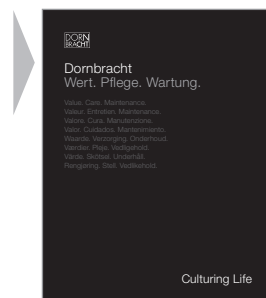 DORN
BRACHT
Dornbracht
Wert. Pflege. Wartung.
Value. Care. Maintenance.
Valeur. Entretien. Maintenance.
Valore. Cura. Manutenzione.
Valor. Cuidados. Mantenimiento.
Waarde. Verzorging. Onderhoud.
Værdier. Pleje. Vedligehold.
Värde. Skötsel. Underhåll.
Rengjøring. Stell. Vedlikehold.
Culturing Life